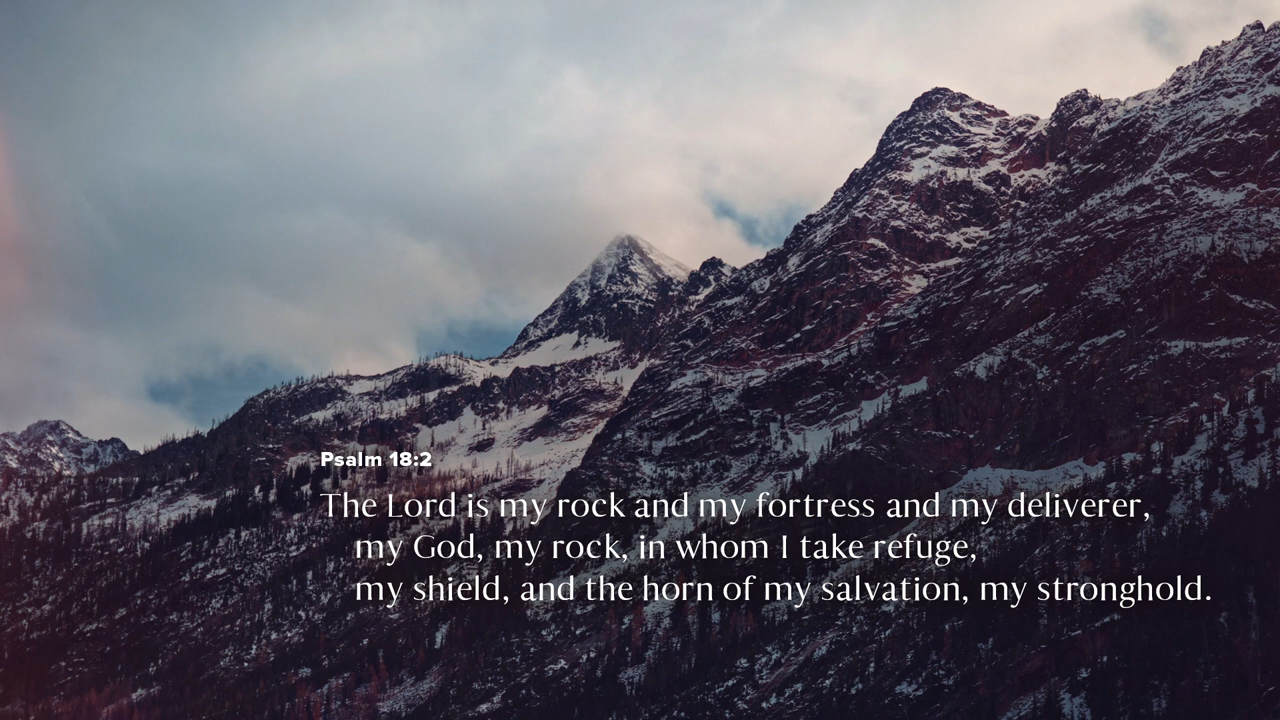 Psalm 18:2
The Lord is my rock and my fortress and my deliverer,
my God, my rock, in whom I take refuge,
my shield, and the horn of my salvation, my stronghold.